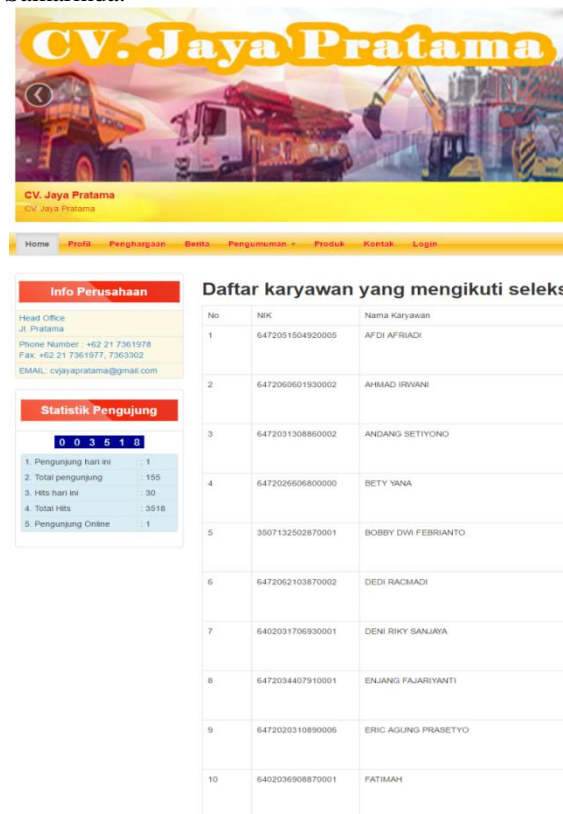 CV. Jaya Pratama
CV. Jaya Pratama
CV. Jaya Pratama
Home Profil Penghargaan Berita Pengumuman Produk Kontak Login
Info Perusahaan
Head Office
Jl. Pratama
Phone Number : +62 21 7361978
Fax: +62 21 7361977, 7363302
EMAIL: cvjayapratama@gmail.com
Statistik Pengujung
0 0 3 5 1 8
1. Pengunjung hari ini : 1
2. Total pengunjung : 155
3. Hits hari ini : 30
4. Total Hits : 3518
5. Pengunjung Online : 1
Daftar karyawan yang mengikuti seleks
No NIK Nama Karyawan
1 6472051504920005 AFDI AFRIADI
2 6472060601930002 AHMAD IRWANI
3 6472031308860002 ANDANG SETIYONO
4 6472026606800000 BETY YANA
5 3507132502870001 BOBBY DWI FEBRIANTO
6 6472062103870002 DEDI RACMADI
7 6402031706930001 DENI RIKY SANJAYA
8 6472034407910001 ENJANG FAJARIYANTI
9 6472020310890006 ERIC AGUNG PRASETYO
10 6402036908870001 FATIMAH